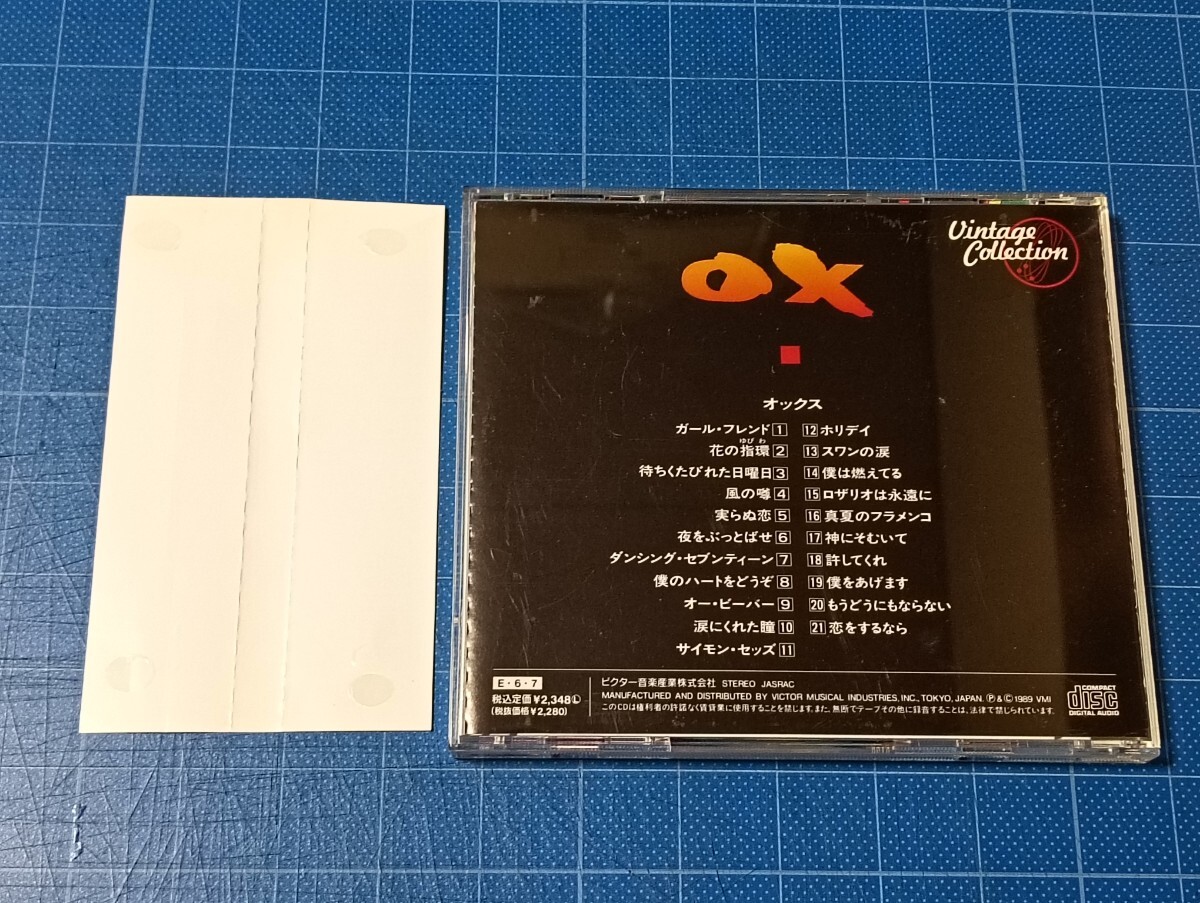 Vintage
Collection
OX
オックス
ガール・フレンド 1
花の指環 2
ゆびわ
待ちくたびれた日曜日 3
風の噂 4
実らぬ恋 5
夜をぶっとばせ 6
ダンシング・セブンティーン 7
僕のハートをどうぞ 8
オー・ビーバー 9
涙にくれた瞳 10
サイモン・セッズ 11
12 ホリデイ
13 スワンの涙
14 僕は燃えてる
15 ロザリオは永遠に
16 真夏のフラメンコ
17 神にそむいて
18 許してくれ
19 僕をあげます
20 もうどうにもならない
21 恋をするなら
E・6・7
税込定価¥2,348Ⓛ
(税抜価格¥2,280)
ビクター音楽産業株式会社 STEREO JASRAC
MANUFACTURED AND DISTRIBUTED BY VICTOR MUSICAL INDUSTRIES, INC., TOKYO, JAPAN. Ⓟ&Ⓒ1989 VMI
このCDは権利者の許諾なく賃貸業に使用することを禁じます。また、無断でテープその他に録音することは、法律で禁じられています。
COMPACT
disc
DIGITAL AUDIO